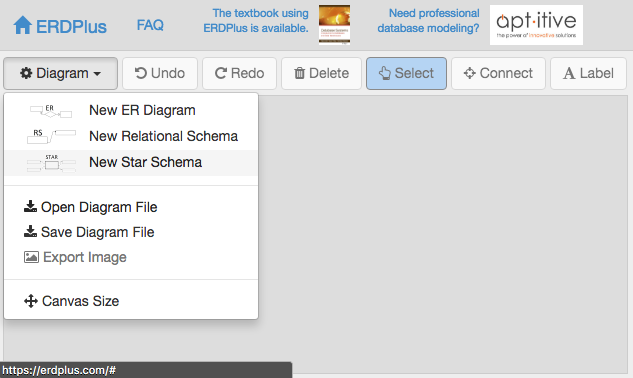 ERDPlus
FAQ
The textbook using
ERDPlus is available.
Need professional
database modeling?
apt·itive
the power of innovative solutions
Diagram
Undo
Redo
Delete
Select
Connect
Label
ER
New ER Diagram
RS
New Relational Schema
STAR
New Star Schema
Open Diagram File
Save Diagram File
Export Image
Canvas Size
https://erdplus.com/#